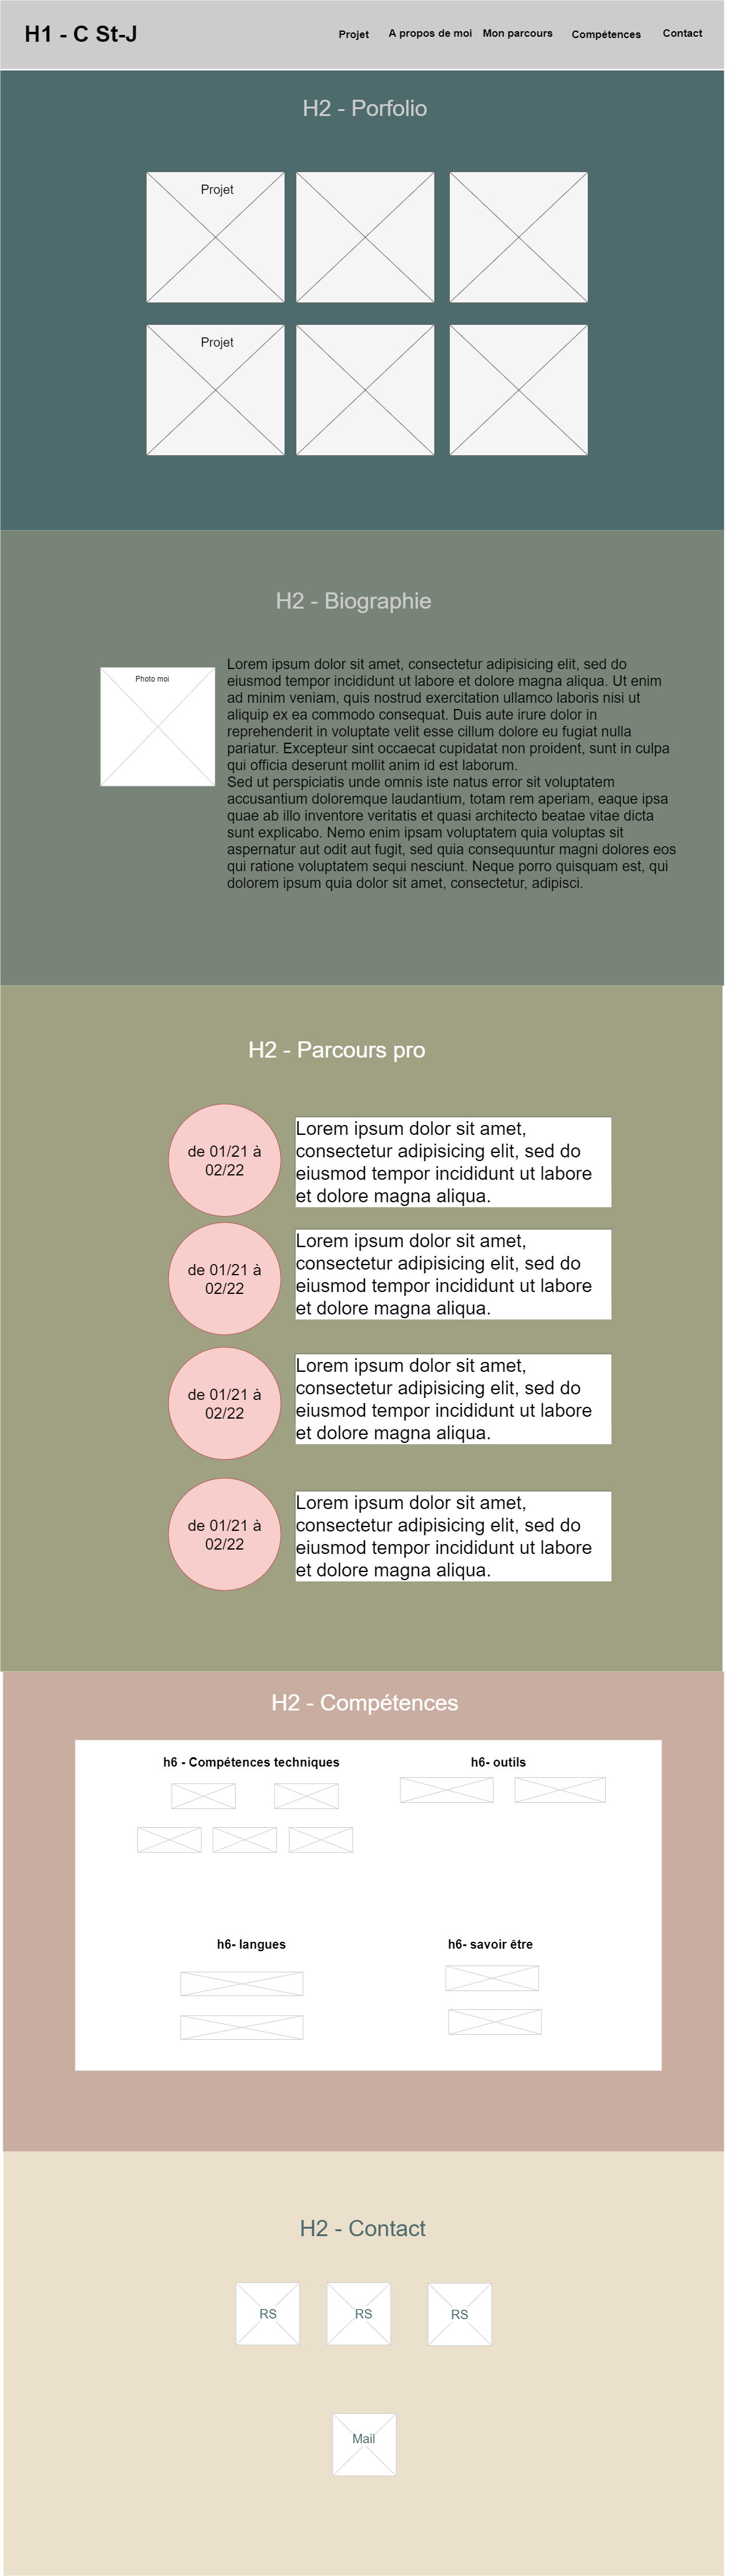 H1 - C St-J
Projet
A propos de moi
Mon parcours
Compétences
Contact
H2 - Porfolio
Projet
Projet
H2 - Biographie
Photo moi
Lorem ipsum dolor sit amet, consectetur adipisicing elit, sed do
eiusmod tempor incididunt ut labore et dolore magna aliqua. Ut enim
ad minim veniam, quis nostrud exercitation ullamco laboris nisi ut
aliquip ex ea commodo consequat. Duis aute irure dolor in
reprehenderit in voluptate velit esse cillum dolore eu fugiat nulla
pariatur. Excepteur sint occaecat cupidatat non proident, sunt in culpa
qui officia deserunt mollit anim id est laborum.
Sed ut perspiciatis unde omnis iste natus error sit voluptatem
accusantium doloremque laudantium, totam rem aperiam, eaque ipsa
quae ab illo inventore veritatis et quasi architecto beatae vitae dicta
sunt explicabo. Nemo enim ipsam voluptatem quia voluptas sit
aspernatur aut odit aut fugit, sed quia consequuntur magni dolores eos
qui ratione voluptatem sequi nesciunt. Neque porro quisquam est, qui
dolorem ipsum quia dolor sit amet, consectetur, adipisci.
H2 - Parcours pro
de 01/21 à
02/22
Lorem ipsum dolor sit amet,
consectetur adipisicing elit, sed do
eiusmod tempor incididunt ut labore
et dolore magna aliqua.
de 01/21 à
02/22
Lorem ipsum dolor sit amet,
consectetur adipisicing elit, sed do
eiusmod tempor incididunt ut labore
et dolore magna aliqua.
de 01/21 à
02/22
Lorem ipsum dolor sit amet,
consectetur adipisicing elit, sed do
eiusmod tempor incididunt ut labore
et dolore magna aliqua.
de 01/21 à
02/22
Lorem ipsum dolor sit amet,
consectetur adipisicing elit, sed do
eiusmod tempor incididunt ut labore
et dolore magna aliqua.
H2 - Compétences
h6 - Compétences techniques
h6- outils
h6- langues
h6- savoir être
H2 - Contact
RS
RS
RS
Mail